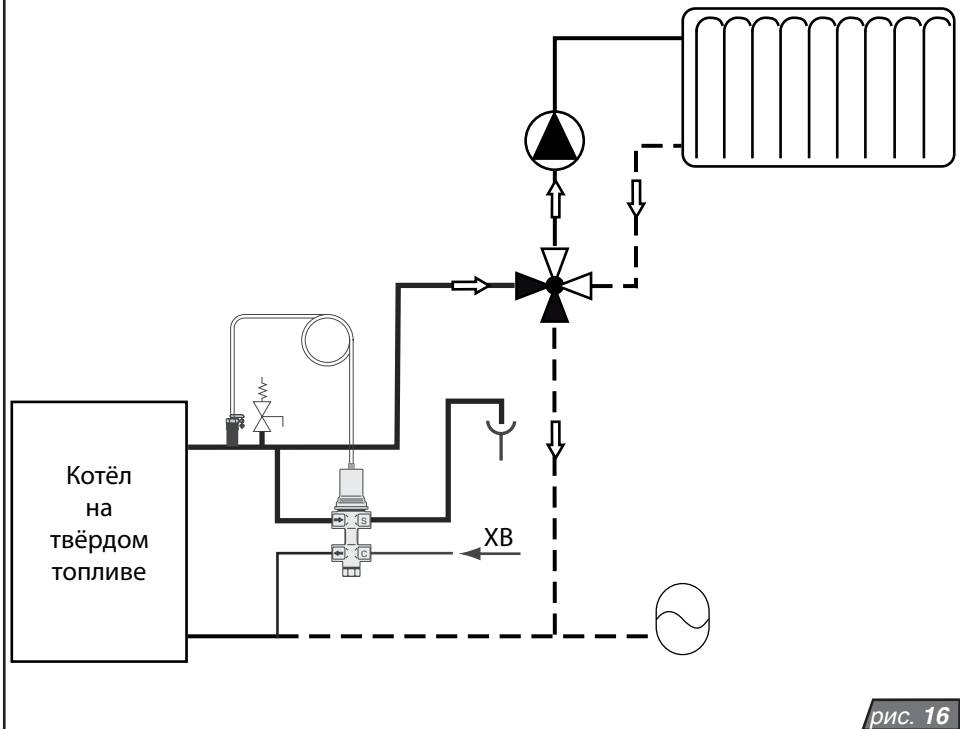 Котёл
на
твёрдом
топливе
S
C
ХВ
рис. 16